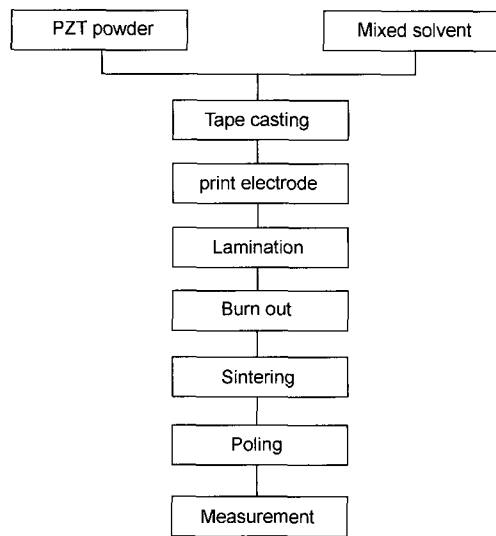 PZT powder
Mixed solvent
Tape casting
print electrode
Lamination
Burn out
Sintering
Poling
Measurement